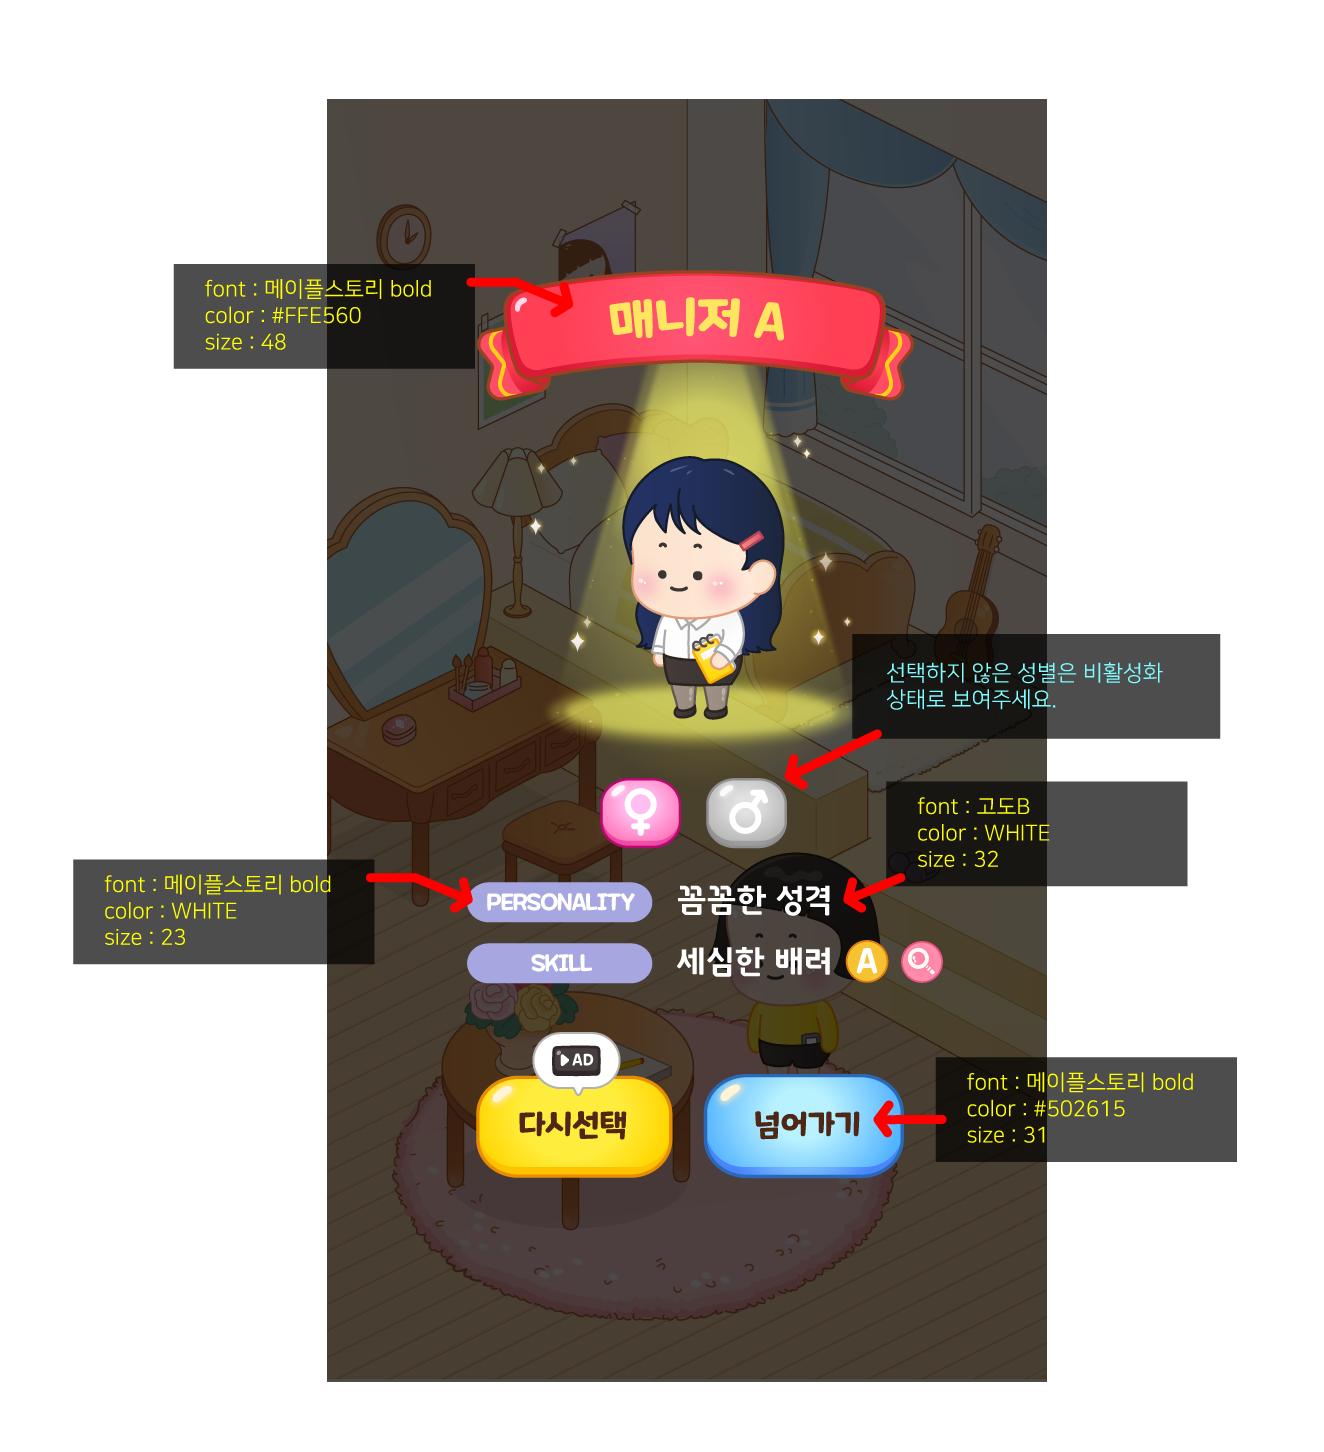 font : 메이플스토리 bold
color : #FFE560
size : 48
매니저 A
선택하지 않은 성별은 비활성화
상태로 보여주세요.
font : 고도B
color : WHITE
size : 32
font : 메이플스토리 bold
color : WHITE
size : 23
PERSONALITY 꼼꼼한 성격
SKILL 세심한 배려 A
AD
다시선택 넘어가기
font : 메이플스토리 bold
color : #502615
size : 31